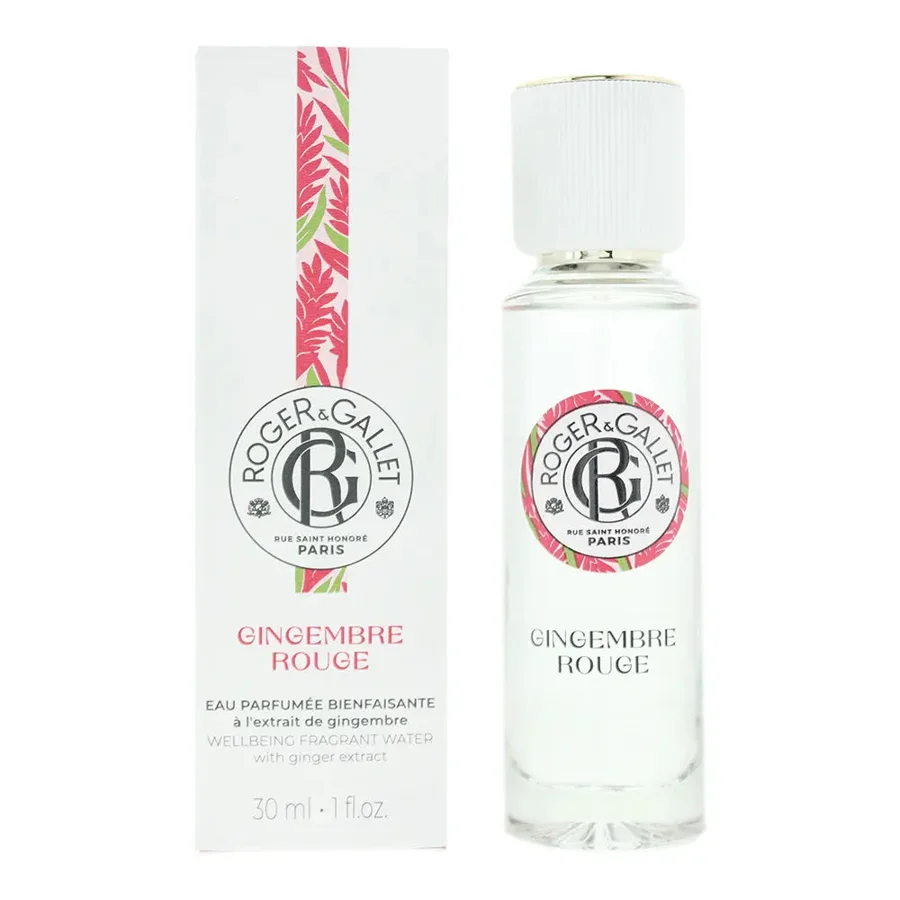 ROGER & GALLET
RG
RUE SAINT HONORÉ
PARIS
GINGEMBRE
ROUGE
EAU PARFUMÉE BIENFAISANTE
à l'extrait de gingembre
WELLBEING FRAGRANT WATER
with ginger extract
30 ml · 1 fl.oz.
ROGER & GALLET
RG
RUE SAINT HONORÉ
PARIS
GINGEMBRE
ROUGE